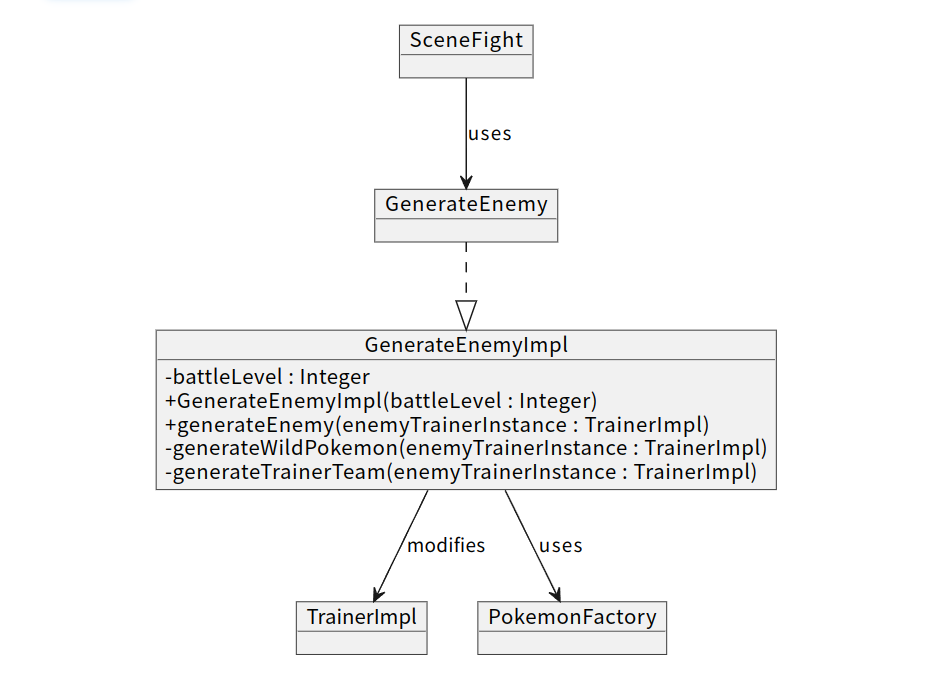 SceneFight
uses
GenerateEnemy
GenerateEnemyImpl
-battleLevel : Integer
+GenerateEnemyImpl(battleLevel : Integer)
+generateEnemy(enemyTrainerInstance : TrainerImpl)
-generateWildPokemon(enemyTrainerInstance : TrainerImpl)
-generateTrainerTeam(enemyTrainerInstance : TrainerImpl)
modifies
uses
TrainerImpl
PokemonFactory